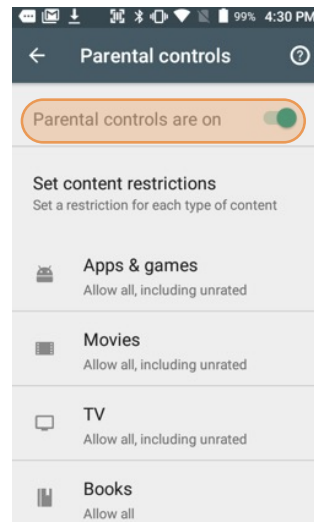 99% 4:30 PM
Parental controls
Parental controls are on
Set content restrictions
Set a restriction for each type of content
Apps & games
Allow all, including unrated
Movies
Allow all, including unrated
TV
Allow all, including unrated
Books
Allow all